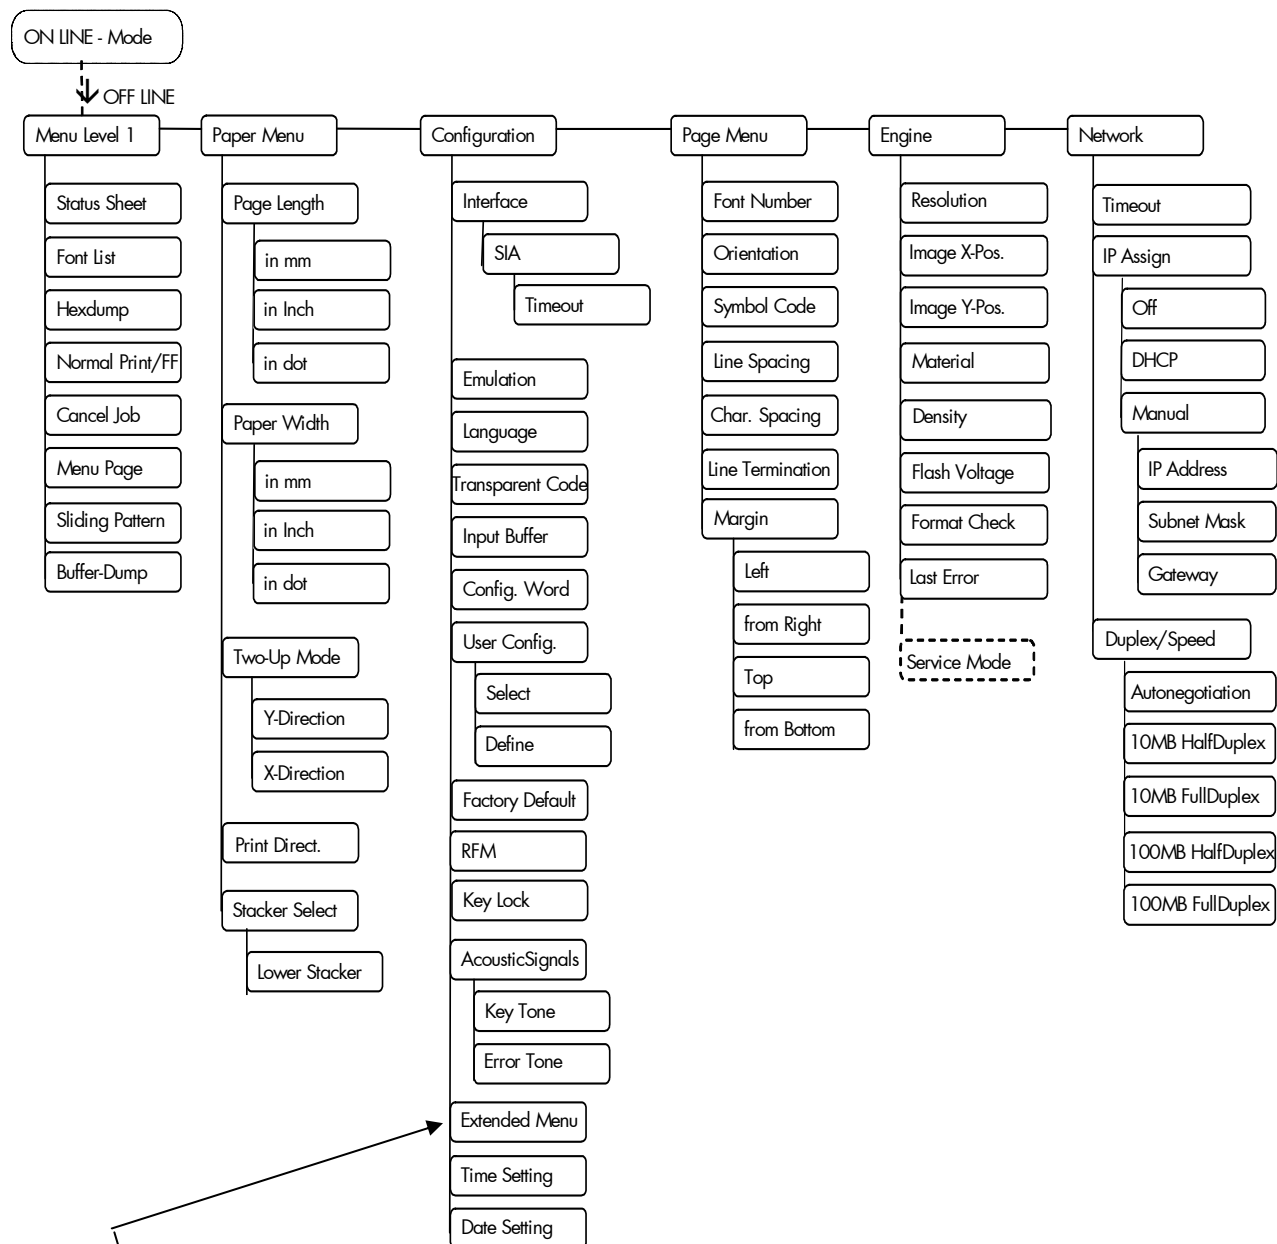 ON LINE - Mode
OFF LINE
Menu Level 1
Status Sheet
Font List
Hexdump
Normal Print/FF
Cancel Job
Menu Page
Sliding Pattern
Buffer-Dump
Paper Menu
Page Length
in mm
in Inch
in dot
Paper Width
in mm
in Inch
in dot
Two-Up Mode
Y-Direction
X-Direction
Print Direct.
Stacker Select
Lower Stacker
Configuration
Interface
SIA
Timeout
Emulation
Language
Transparent Code
Input Buffer
Config. Word
User Config.
Select
Define
Factory Default
RFM
Key Lock
AcousticSignals
Key Tone
Error Tone
Extended Menu
Time Setting
Date Setting
Page Menu
Font Number
Orientation
Symbol Code
Line Spacing
Char. Spacing
Line Termination
Margin
Left
from Right
Top
from Bottom
Engine
Resolution
Image X-Pos.
Image Y-Pos.
Material
Density
Flash Voltage
Format Check
Last Error
Service Mode
Network
Timeout
IP Assign
Off
DHCP
Manual
IP Address
Subnet Mask
Gateway
Duplex/Speed
Autonegotiation
10MB HalfDuplex
10MB FullDuplex
100MB HalfDuplex
100MB FullDuplex